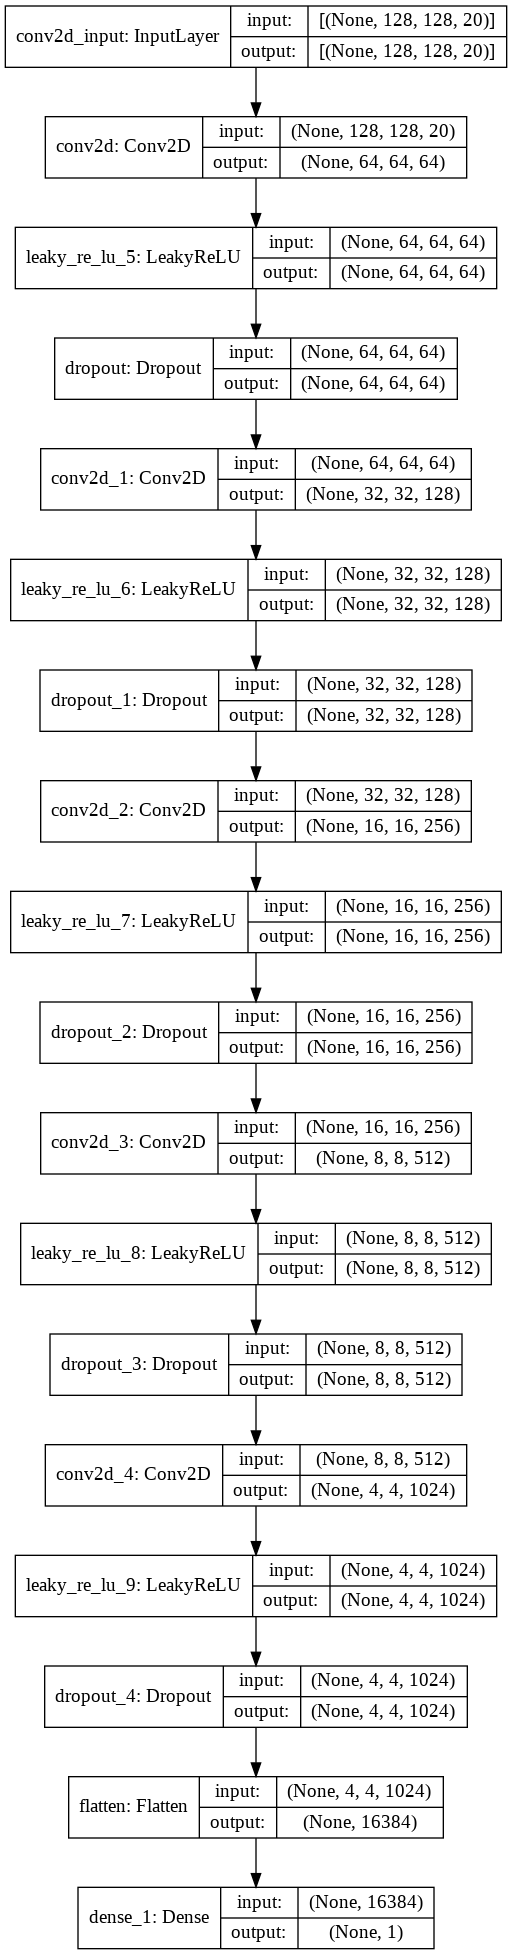 conv2d_input: InputLayer
input: [(None, 128, 128, 20)]
output: [(None, 128, 128, 20)]
conv2d: Conv2D
input: (None, 128, 128, 20)
output: (None, 64, 64, 64)
leaky_re_lu_5: LeakyReLU
input: (None, 64, 64, 64)
output: (None, 64, 64, 64)
dropout: Dropout
input: (None, 64, 64, 64)
output: (None, 64, 64, 64)
conv2d_1: Conv2D
input: (None, 64, 64, 64)
output: (None, 32, 32, 128)
leaky_re_lu_6: LeakyReLU
input: (None, 32, 32, 128)
output: (None, 32, 32, 128)
dropout_1: Dropout
input: (None, 32, 32, 128)
output: (None, 32, 32, 128)
conv2d_2: Conv2D
input: (None, 32, 32, 128)
output: (None, 16, 16, 256)
leaky_re_lu_7: LeakyReLU
input: (None, 16, 16, 256)
output: (None, 16, 16, 256)
dropout_2: Dropout
input: (None, 16, 16, 256)
output: (None, 16, 16, 256)
conv2d_3: Conv2D
input: (None, 16, 16, 256)
output: (None, 8, 8, 512)
leaky_re_lu_8: LeakyReLU
input: (None, 8, 8, 512)
output: (None, 8, 8, 512)
dropout_3: Dropout
input: (None, 8, 8, 512)
output: (None, 8, 8, 512)
conv2d_4: Conv2D
input: (None, 8, 8, 512)
output: (None, 4, 4, 1024)
leaky_re_lu_9: LeakyReLU
input: (None, 4, 4, 1024)
output: (None, 4, 4, 1024)
dropout_4: Dropout
input: (None, 4, 4, 1024)
output: (None, 4, 4, 1024)
flatten: Flatten
input: (None, 4, 4, 1024)
output: (None, 16384)
dense_1: Dense
input: (None, 16384)
output: (None, 1)